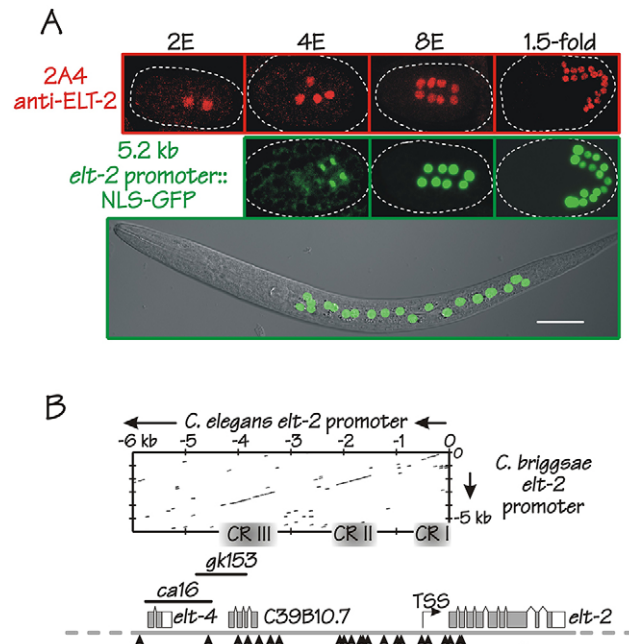 A
2E 4E 8E 1.5-fold
2A4
anti-ELT-2
5.2 kb
elt-2 promoter::
NLS-GFP
B
C. elegans elt-2 promoter
-6 kb -5 -4 -3 -2 -1 0
0
C. briggsae
elt-2
promoter
-5 kb
CR III CR II CR I
gk153
ca16
TSS
elt-4 C39B10.7 elt-2